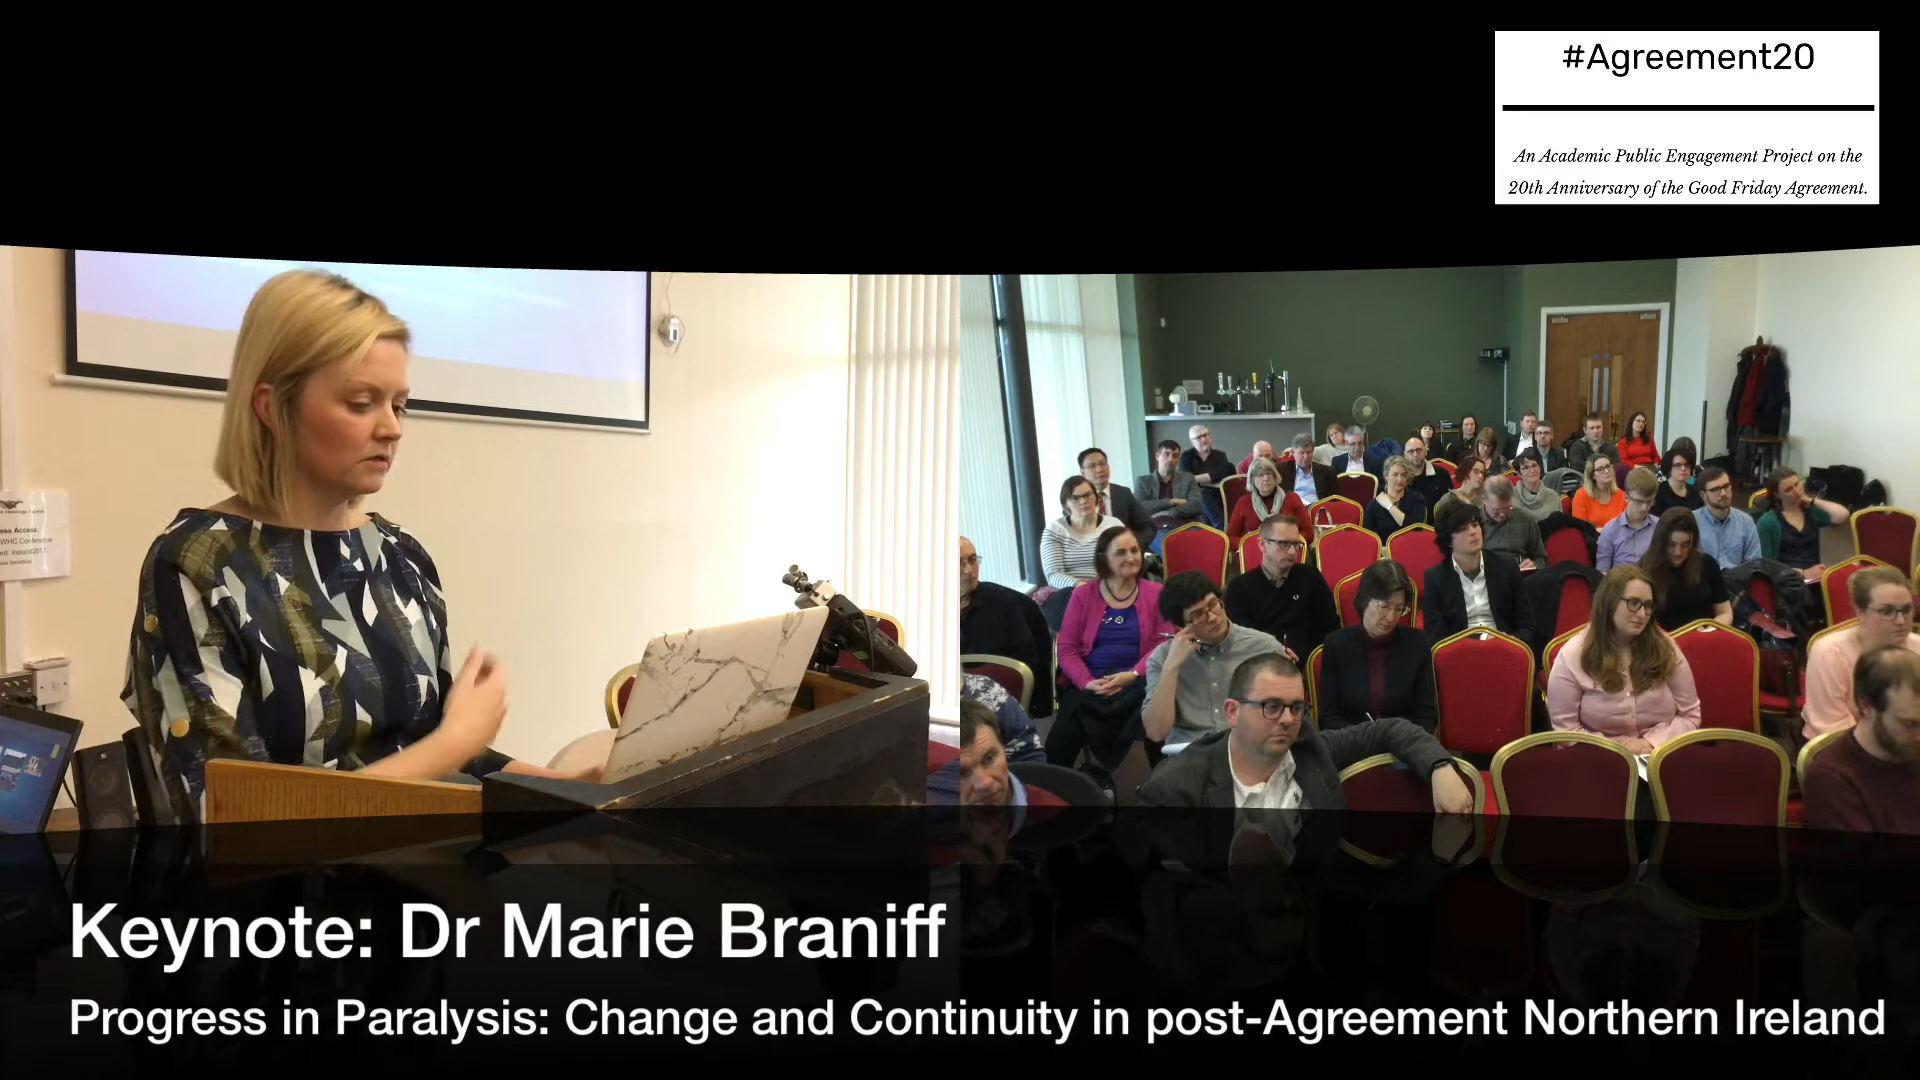 #Agreement20
An Academic Public Engagement Project on the
20th Anniversary of the Good Friday Agreement.
Keynote: Dr Marie Braniff
Progress in Paralysis: Change and Continuity in post-Agreement Northern Ireland